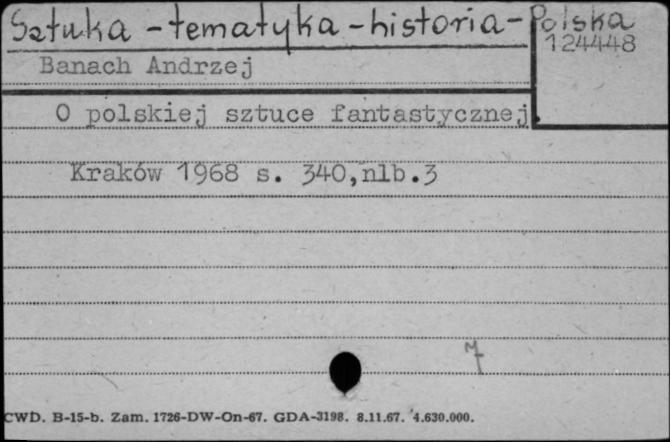 Sztuka - tematyka - historia - Polska
124448
Banach Andrzej
O polskiej sztuce fantastycznej
Kraków 1968 s. 340,nlb.3
CWD. B-15-b. Zam. 1726-DW-On-67. GDA-3198. 8.11.67. 4.630.000.